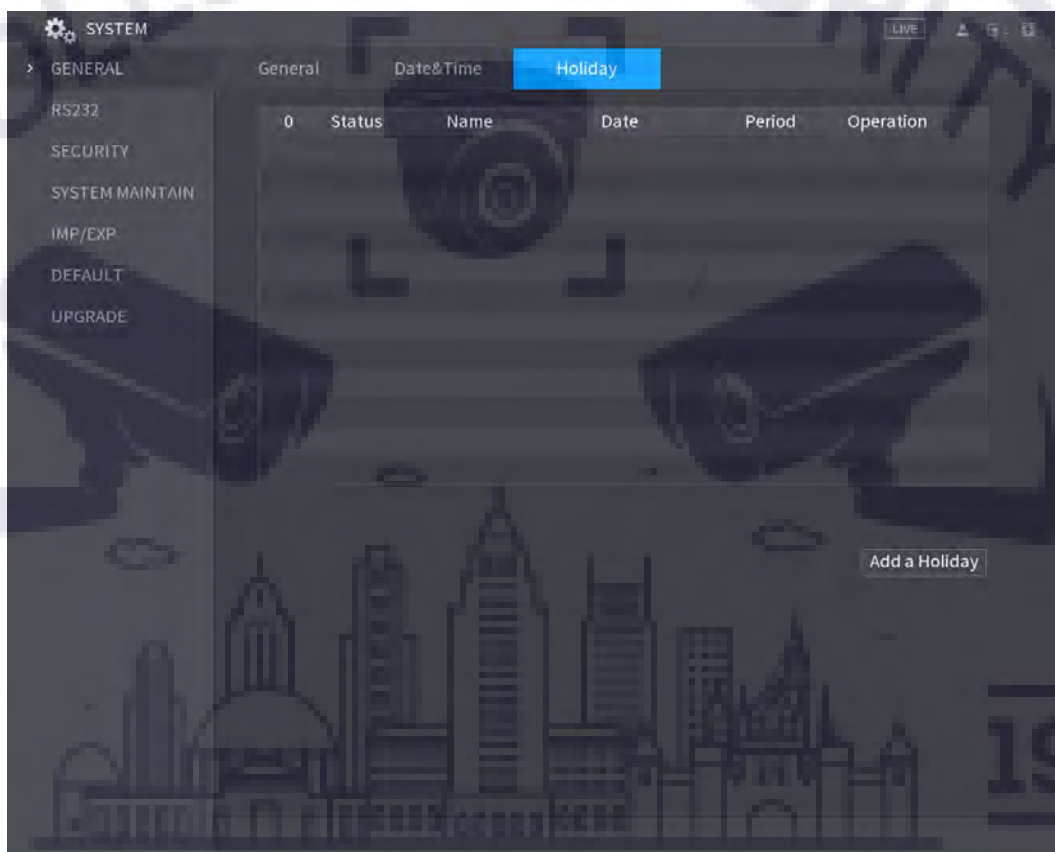 SYSTEM
LIVE
GENERAL
General Date&Time Holiday
RS232
SECURITY
SYSTEM MAINTAIN
IMP/EXP
DEFAULT
UPGRADE
0 Status Name Date Period Operation
Add a Holiday
19